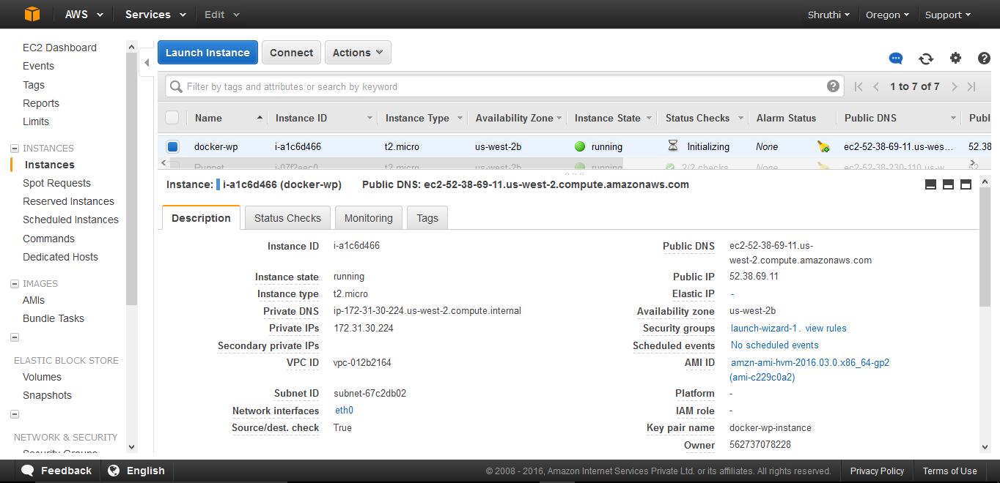 AWS Services Edit Shruthi Oregon Support
EC2 Dashboard
Events
Tags
Reports
Limits
INSTANCES
Instances
Spot Requests
Reserved Instances
Scheduled Instances
Commands
Dedicated Hosts
IMAGES
AMIs
Bundle Tasks
ELASTIC BLOCK STORE
Volumes
Snapshots
NETWORK & SECURITY
Security Groups
Launch Instance Connect Actions
Filter by tags and attributes or search by keyword 1 to 7 of 7
Name Instance ID Instance Type Availability Zone Instance State Status Checks Alarm Status Public DNS Publ
docker-wp i-a1c6d466 t2.micro us-west-2b running Initializing None ec2-52-38-69-11.us-wes... 52.38
Puppet i-07f2eec0 t2.micro us-west-2b running 2/2 checks None ec2-52-38-230-110.us-w 52
Instance: i-a1c6d466 (docker-wp) Public DNS: ec2-52-38-69-11.us-west-2.compute.amazonaws.com
Description Status Checks Monitoring Tags
Instance ID i-a1c6d466
Instance state running
Instance type t2.micro
Private DNS ip-172-31-30-224.us-west-2.compute.internal
Private IPs 172.31.30.224
Secondary private IPs
VPC ID vpc-012b2164
Subnet ID subnet-67c2db02
Network interfaces eth0
Source/dest. check True
Public DNS ec2-52-38-69-11.us-
west-2.compute.amazonaws.com
Public IP 52.38.69.11
Elastic IP -
Availability zone us-west-2b
Security groups launch-wizard-1 . view rules
Scheduled events No scheduled events
AMI ID amzn-ami-hvm-2016.03.0.x86_64-gp2
(ami-c229c0a2)
Platform -
IAM role -
Key pair name docker-wp-instance
Owner 562737078228
Feedback English © 2008 - 2016, Amazon Internet Services Private Ltd. or its affiliates. All rights reserved. Privacy Policy Terms of Use